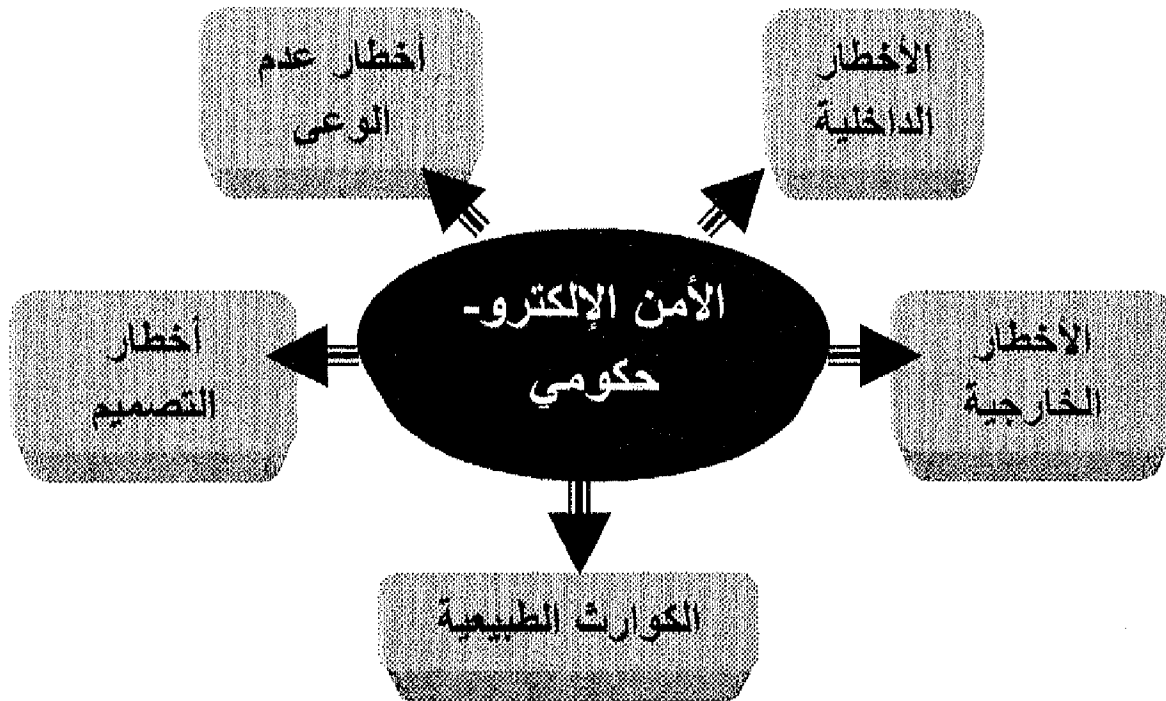 الأخطار
الداخلية
أخطار عدم
الوعى
الأمن الإلكترو-
حكومي
الأخطار
الخارجية
أخطار
التصميم
الكوارث الطبيعية